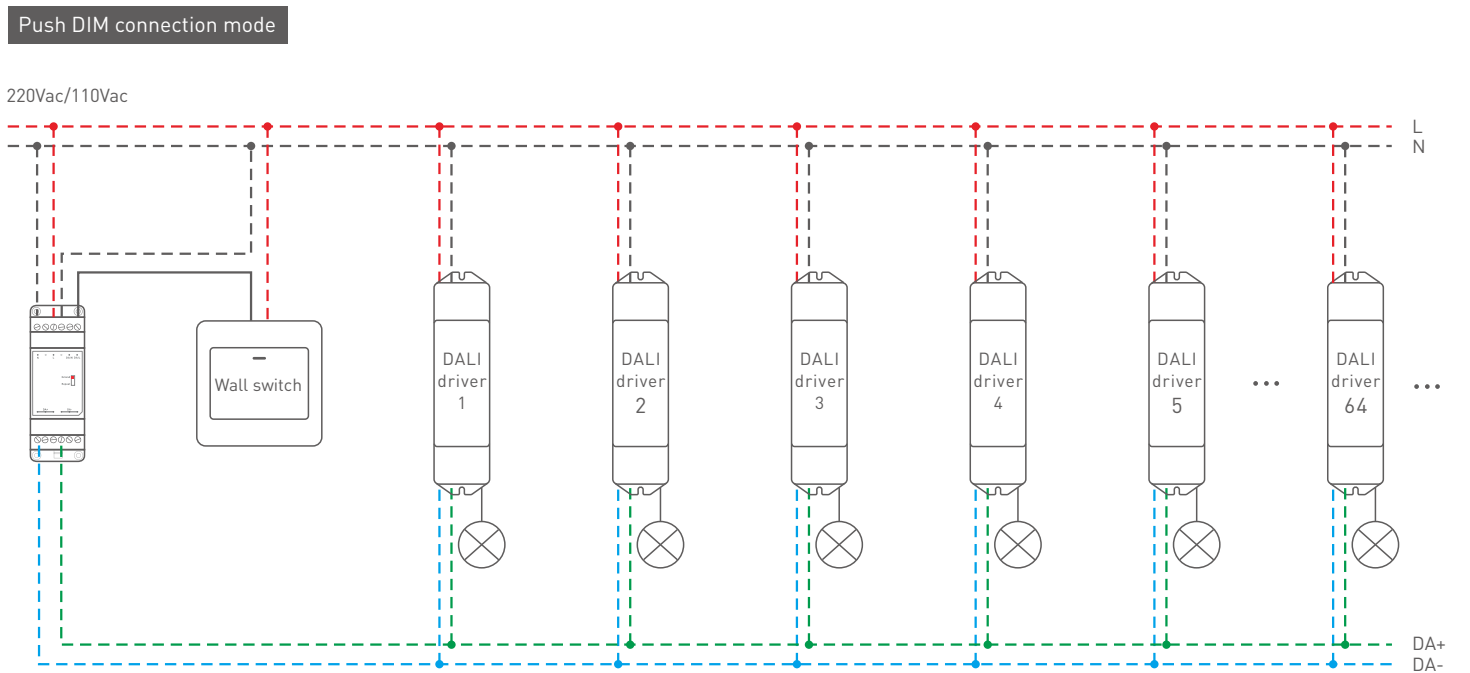 Push DIM connection mode
220Vac/110Vac
L
N
Wall switch
DALI
driver
1
DALI
driver
2
DALI
driver
3
DALI
driver
4
DALI
driver
5
...
DALI
driver
64
...
DA+
DA-